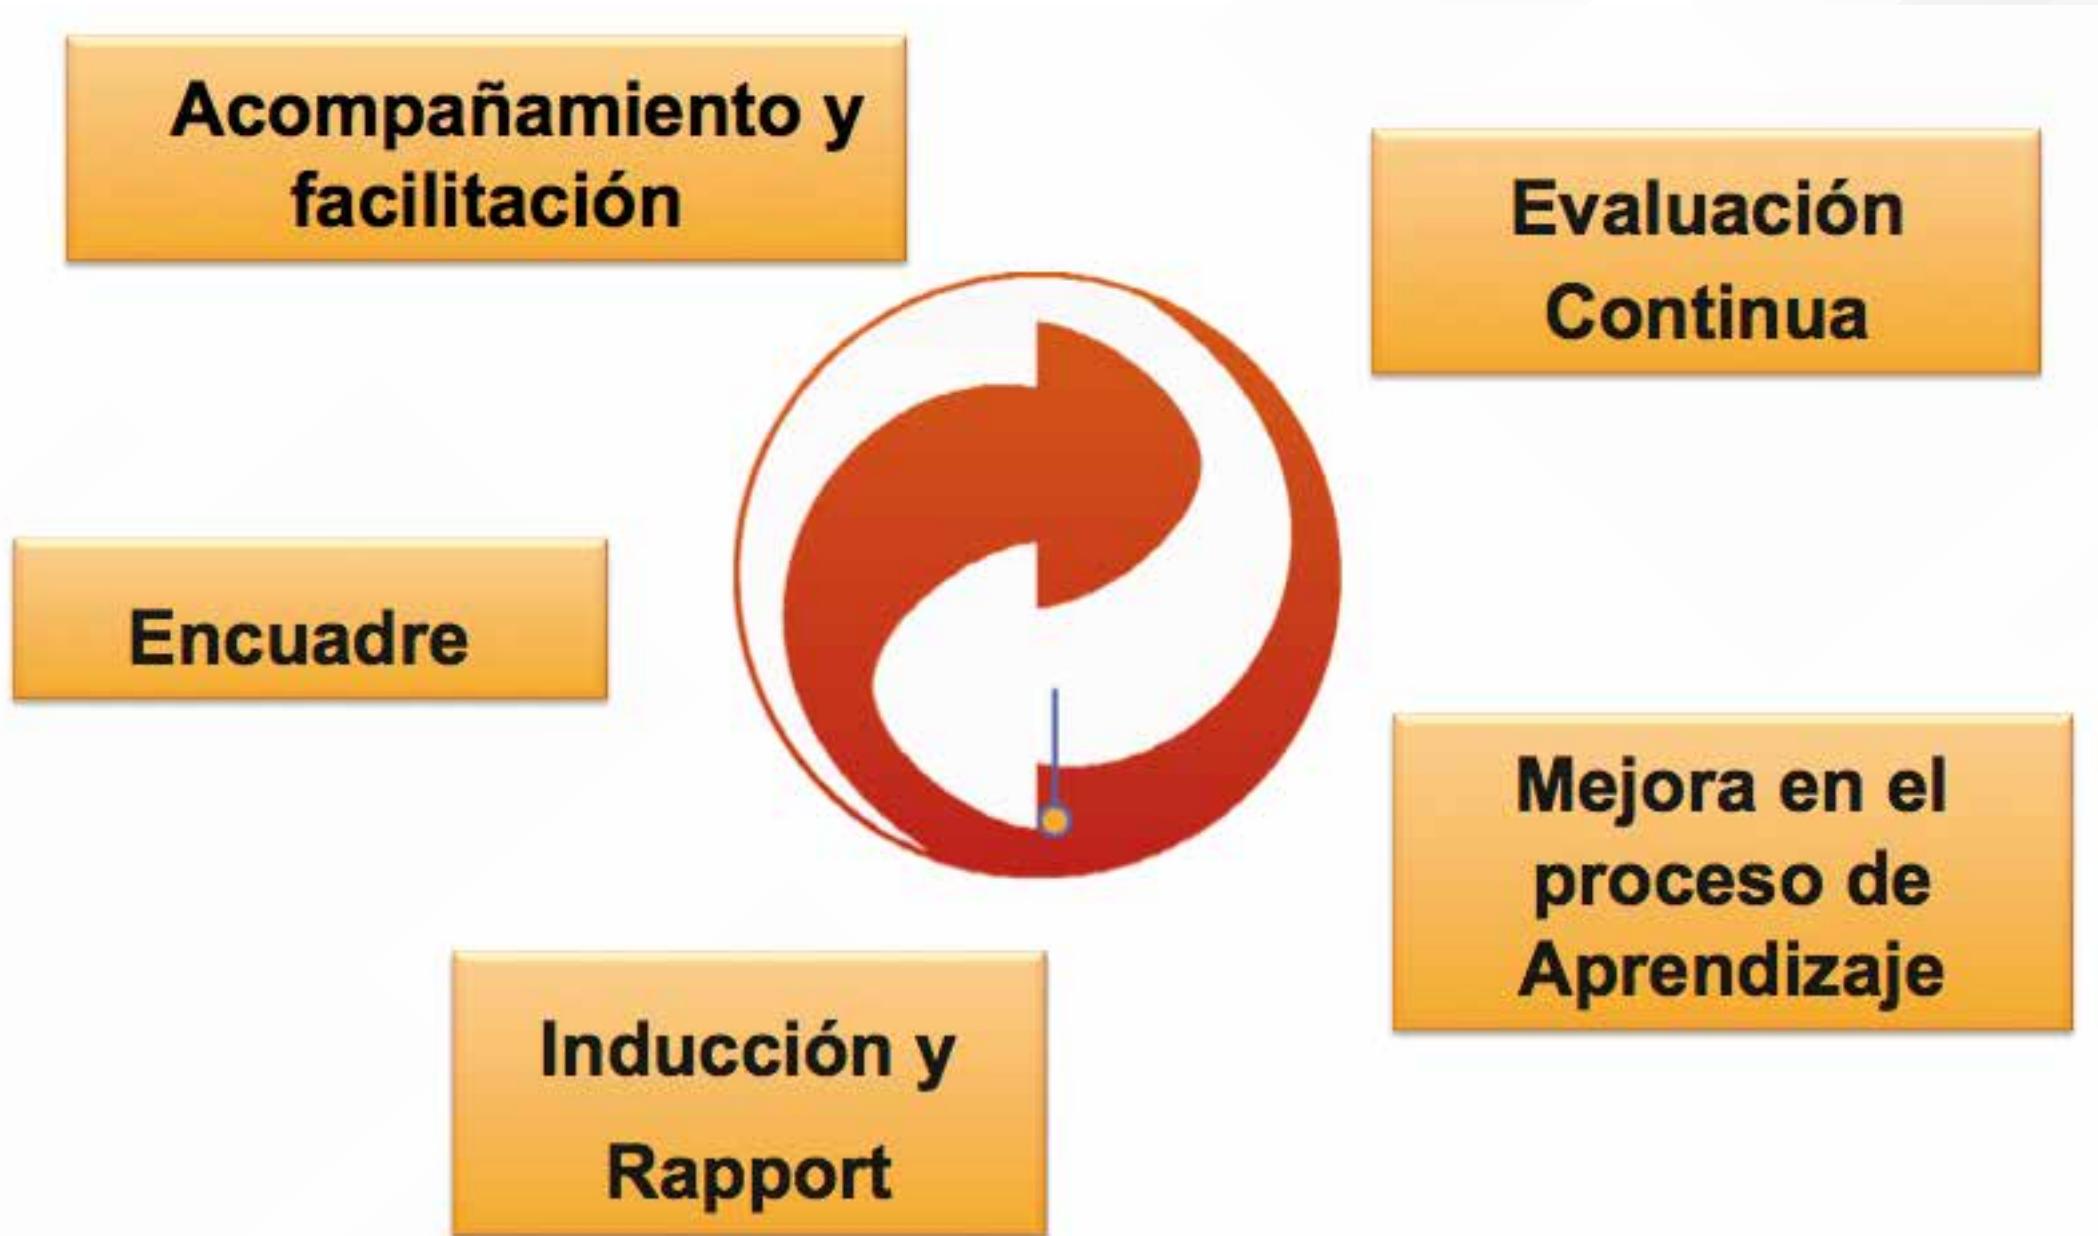 Acompañamiento y
facilitación
Evaluación
Continua
Encuadre
Mejora en el
proceso de
Aprendizaje
Inducción y
Rapport